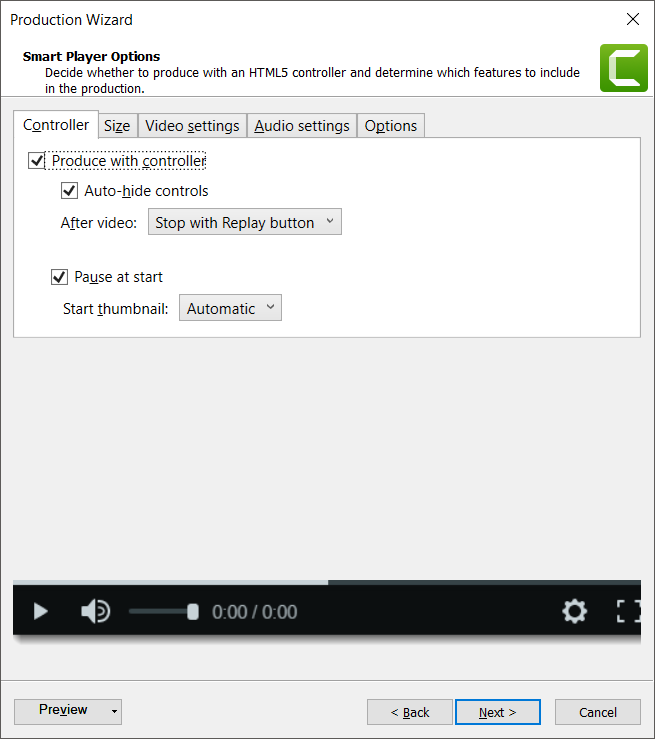 Production Wizard
Smart Player Options
Decide whether to produce with an HTML5 controller and determine which features to include
in the production.
Controller Size Video settings Audio settings Options
Produce with controller
Auto-hide controls
After video: Stop with Replay button
Pause at start
Start thumbnail: Automatic
0:00 / 0:00
Preview < Back Next > Cancel